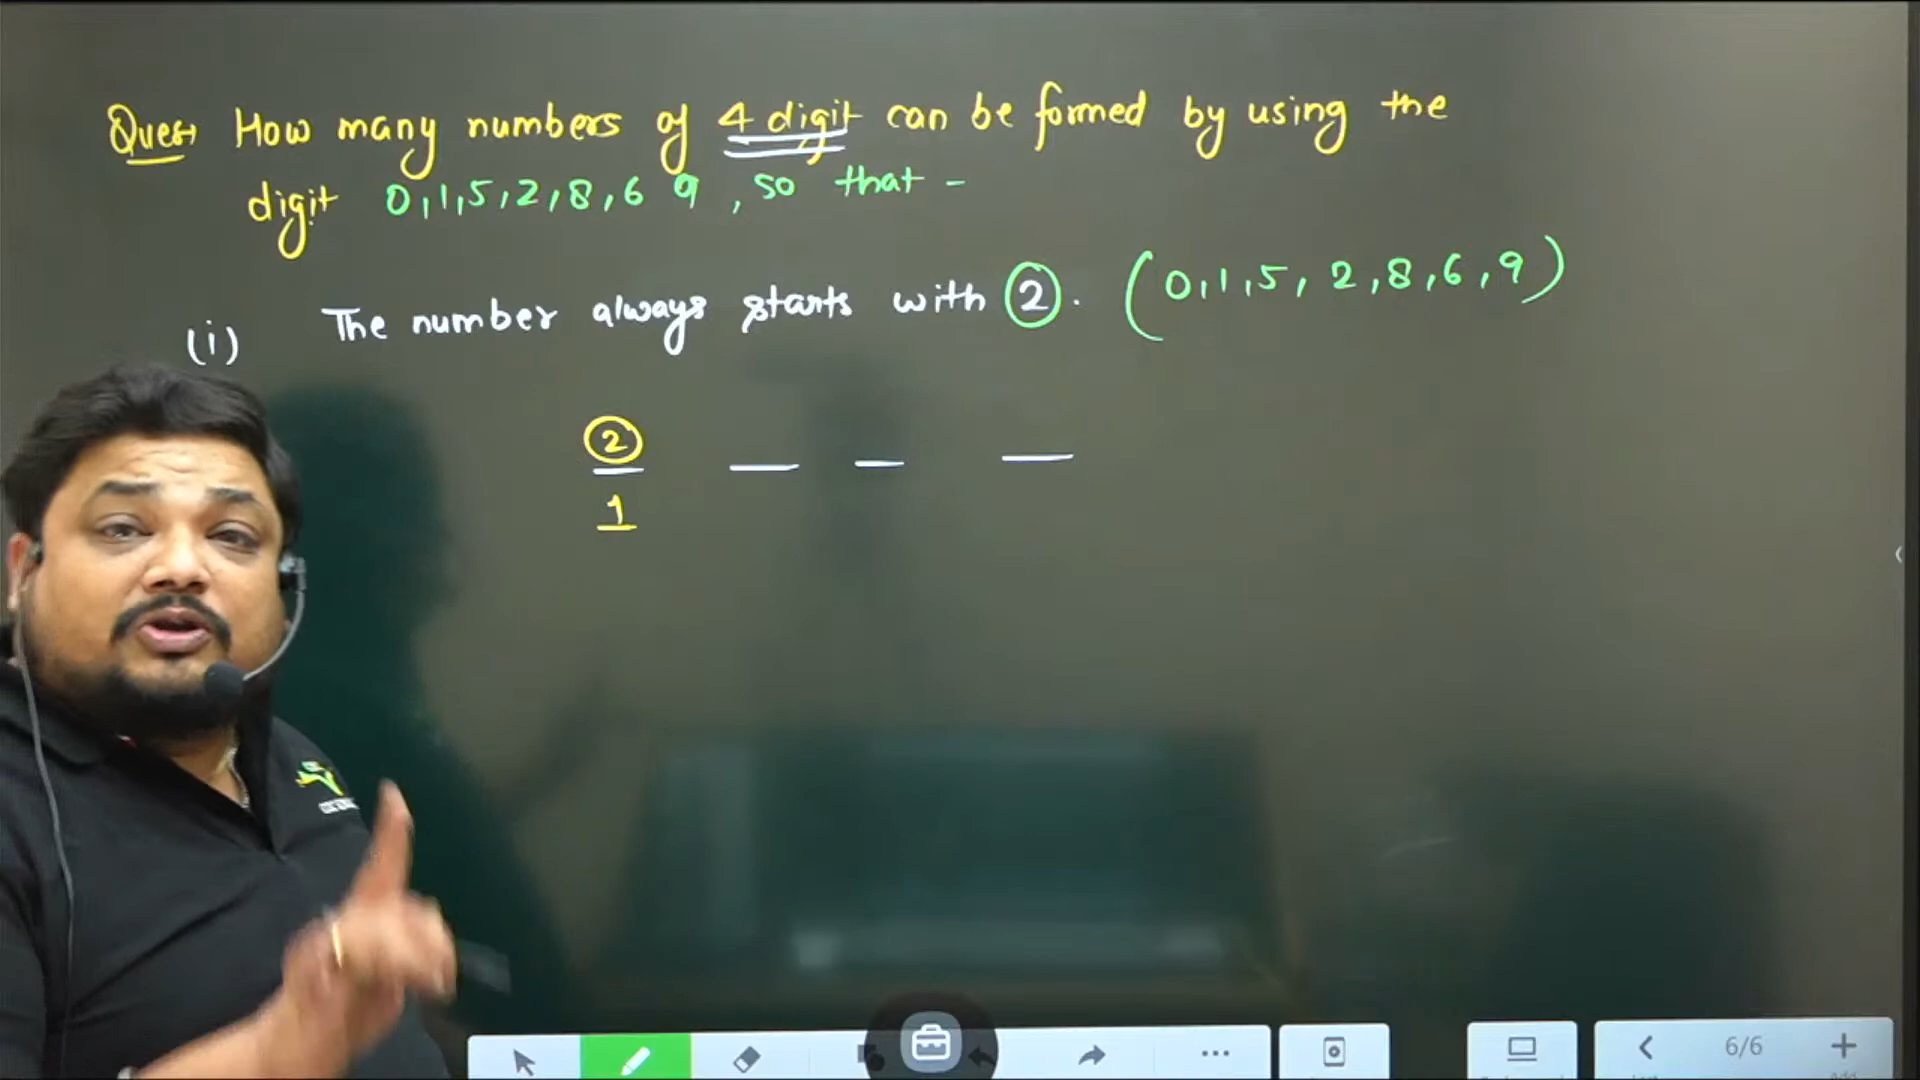 Ques How many numbers of 4 digit can be formed by using the
digit 0,1,5,2,8,6 9, so that -
(i) The number always starts with 2. (0,1,5, 2,8,6,9)
2
1
6/6